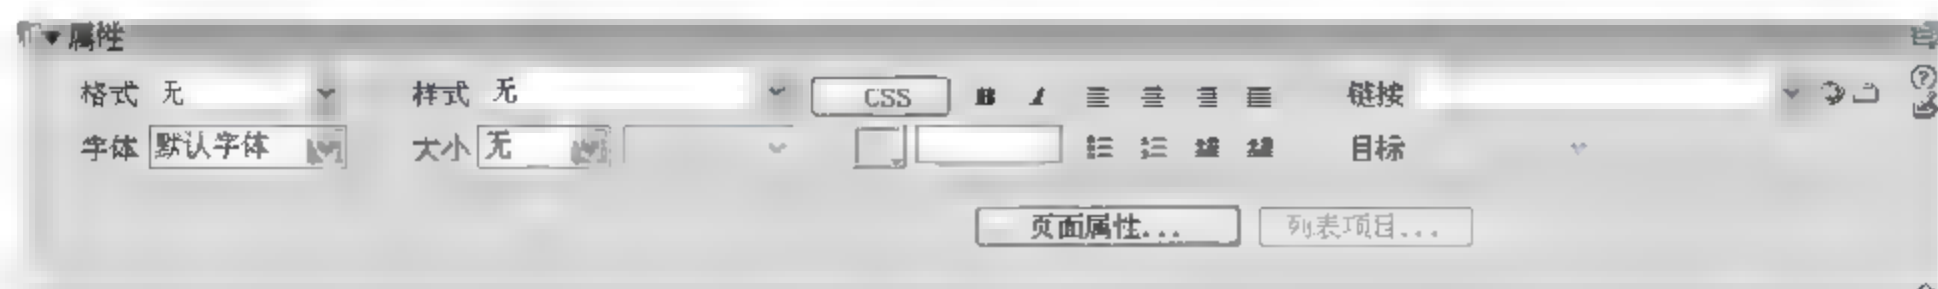 属性
格式 无 样式 无 CSS B I 链接
字体 默认字体 大小 无 目标
页面属性... 列表项目...